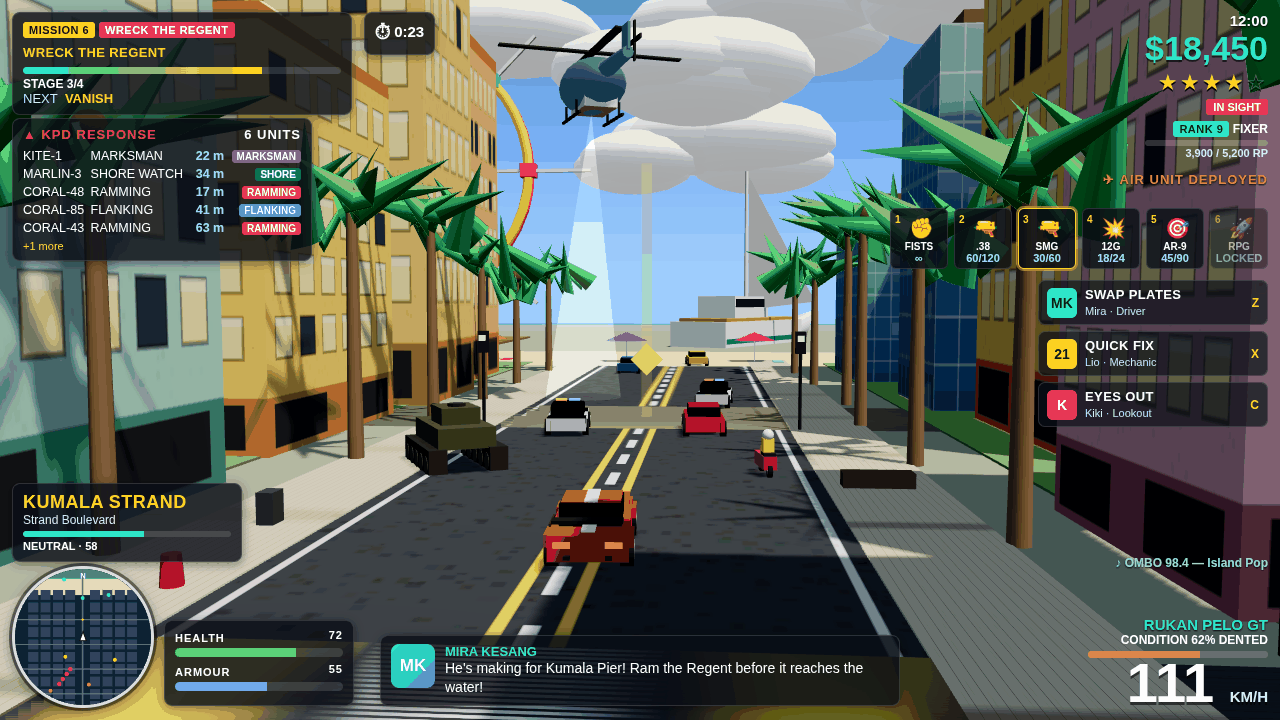 MISSION 6 WRECK THE REGENT
WRECK THE REGENT
STAGE 3/4
NEXT VANISH
⏱ 0:23
▲ KPD RESPONSE 6 UNITS
KITE-1 MARKSMAN 22 m MARKSMAN
MARLIN-3 SHORE WATCH 34 m SHORE
CORAL-48 RAMMING 17 m RAMMING
CORAL-85 FLANKING 41 m FLANKING
CORAL-43 RAMMING 63 m RAMMING
+1 more
12:00
$18,450
★★★★☆
IN SIGHT
RANK 9 FIXER
3,900 / 5,200 RP
✈ AIR UNIT DEPLOYED
1 FISTS ∞
2 .38 60/120
3 SMG 30/60
4 12G 18/24
5 AR-9 45/90
6 RPG LOCKED
MK SWAP PLATES Z
Mira · Driver
21 QUICK FIX X
Lio · Mechanic
K EYES OUT C
Kiki · Lookout
KUMALA STRAND
Strand Boulevard
NEUTRAL · 58
N
HEALTH 72
ARMOUR 55
MK
MIRA KESANG
He's making for Kumala Pier! Ram the Regent before it reaches the
water!
♪ OMBO 98.4 — Island Pop
RUKAN PELO GT
CONDITION 62% DENTED
111 KM/H